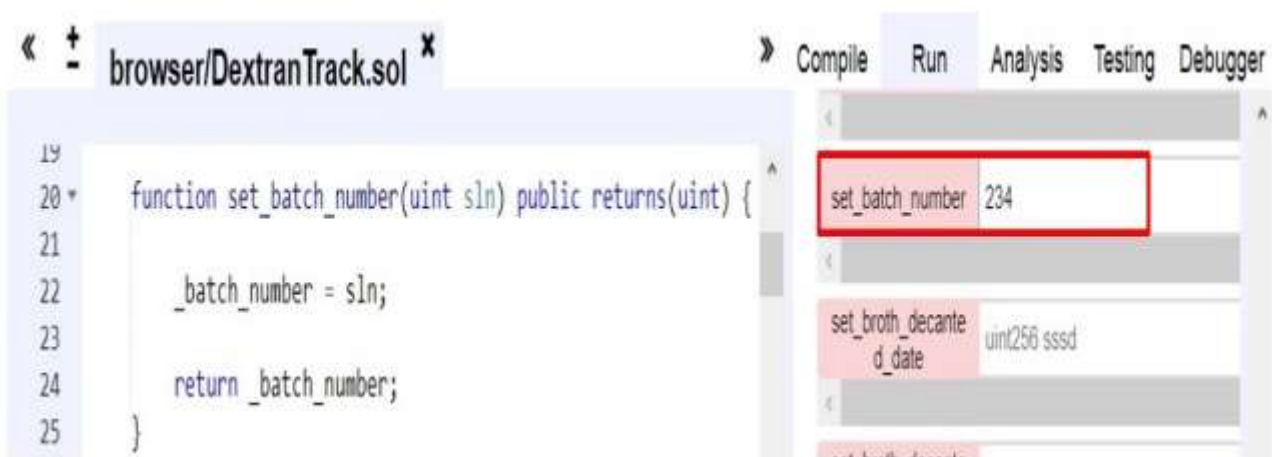 « ± browser/DextranTrack.sol × » Compile Run Analysis Testing Debugger
19
20 function set_batch_number(uint sln) public returns(uint) {
21
22 _batch_number = sln;
23
24 return _batch_number;
25 }
set_batch_number 234
set_broth_decante
d_date
uint256 sssd